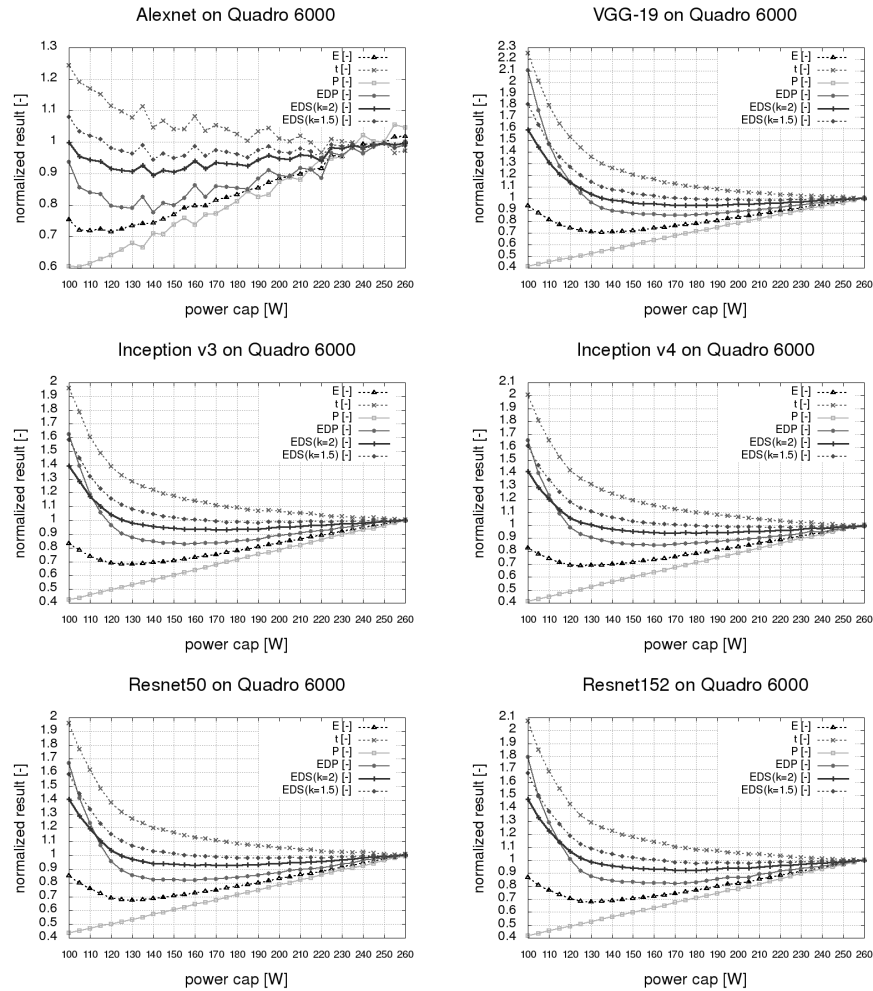 Alexnet on Quadro 6000
1.3
1.2
1.1
1
0.9
0.8
0.7
0.6
normalized result [-]
E [-]
t [-]
P [-]
EDP [-]
EDS(k=2) [-]
EDS(k=1.5) [-]
100 110 120 130 140 150 160 170 180 190 200 210 220 230 240 250 260
power cap [W]
VGG-19 on Quadro 6000
2.3
2.2
2.1
2
1.9
1.8
1.7
1.6
1.5
1.4
1.3
1.2
1.1
1
0.9
0.8
0.7
0.6
0.5
0.4
normalized result [-]
E [-]
t [-]
P [-]
EDP [-]
EDS(k=2) [-]
EDS(k=1.5) [-]
100 110 120 130 140 150 160 170 180 190 200 210 220 230 240 250 260
power cap [W]
Inception v3 on Quadro 6000
2
1.9
1.8
1.7
1.6
1.5
1.4
1.3
1.2
1.1
1
0.9
0.8
0.7
0.6
0.5
0.4
normalized result [-]
E [-]
t [-]
P [-]
EDP [-]
EDS(k=2) [-]
EDS(k=1.5) [-]
100 110 120 130 140 150 160 170 180 190 200 210 220 230 240 250 260
power cap [W]
Inception v4 on Quadro 6000
2.1
2
1.9
1.8
1.7
1.6
1.5
1.4
1.3
1.2
1.1
1
0.9
0.8
0.7
0.6
0.5
0.4
normalized result [-]
E [-]
t [-]
P [-]
EDP [-]
EDS(k=2) [-]
EDS(k=1.5) [-]
100 110 120 130 140 150 160 170 180 190 200 210 220 230 240 250 260
power cap [W]
Resnet50 on Quadro 6000
2
1.9
1.8
1.7
1.6
1.5
1.4
1.3
1.2
1.1
1
0.9
0.8
0.7
0.6
0.5
0.4
normalized result [-]
E [-]
t [-]
P [-]
EDP [-]
EDS(k=2) [-]
EDS(k=1.5) [-]
100 110 120 130 140 150 160 170 180 190 200 210 220 230 240 250 260
power cap [W]
Resnet152 on Quadro 6000
2.1
2
1.9
1.8
1.7
1.6
1.5
1.4
1.3
1.2
1.1
1
0.9
0.8
0.7
0.6
0.5
0.4
normalized result [-]
E [-]
t [-]
P [-]
EDP [-]
EDS(k=2) [-]
EDS(k=1.5) [-]
100 110 120 130 140 150 160 170 180 190 200 210 220 230 240 250 260
power cap [W]